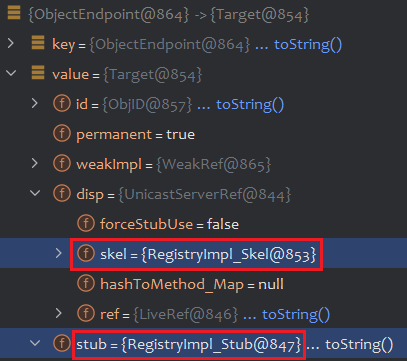 {ObjectEndpoint@864} -> {Target@854}
key = {ObjectEndpoint@864} ... toString()
value = {Target@854}
f id = {ObjID@857} ... toString()
f permanent = true
f weakImpl = {WeakRef@865}
f disp = {UnicastServerRef@844}
f forceStubUse = false
f skel = {RegistryImpl_Skel@853}
f hashToMethod_Map = null
f ref = {LiveRef@846} ... toString()
f stub = {RegistryImpl_Stub@847} ... toString()